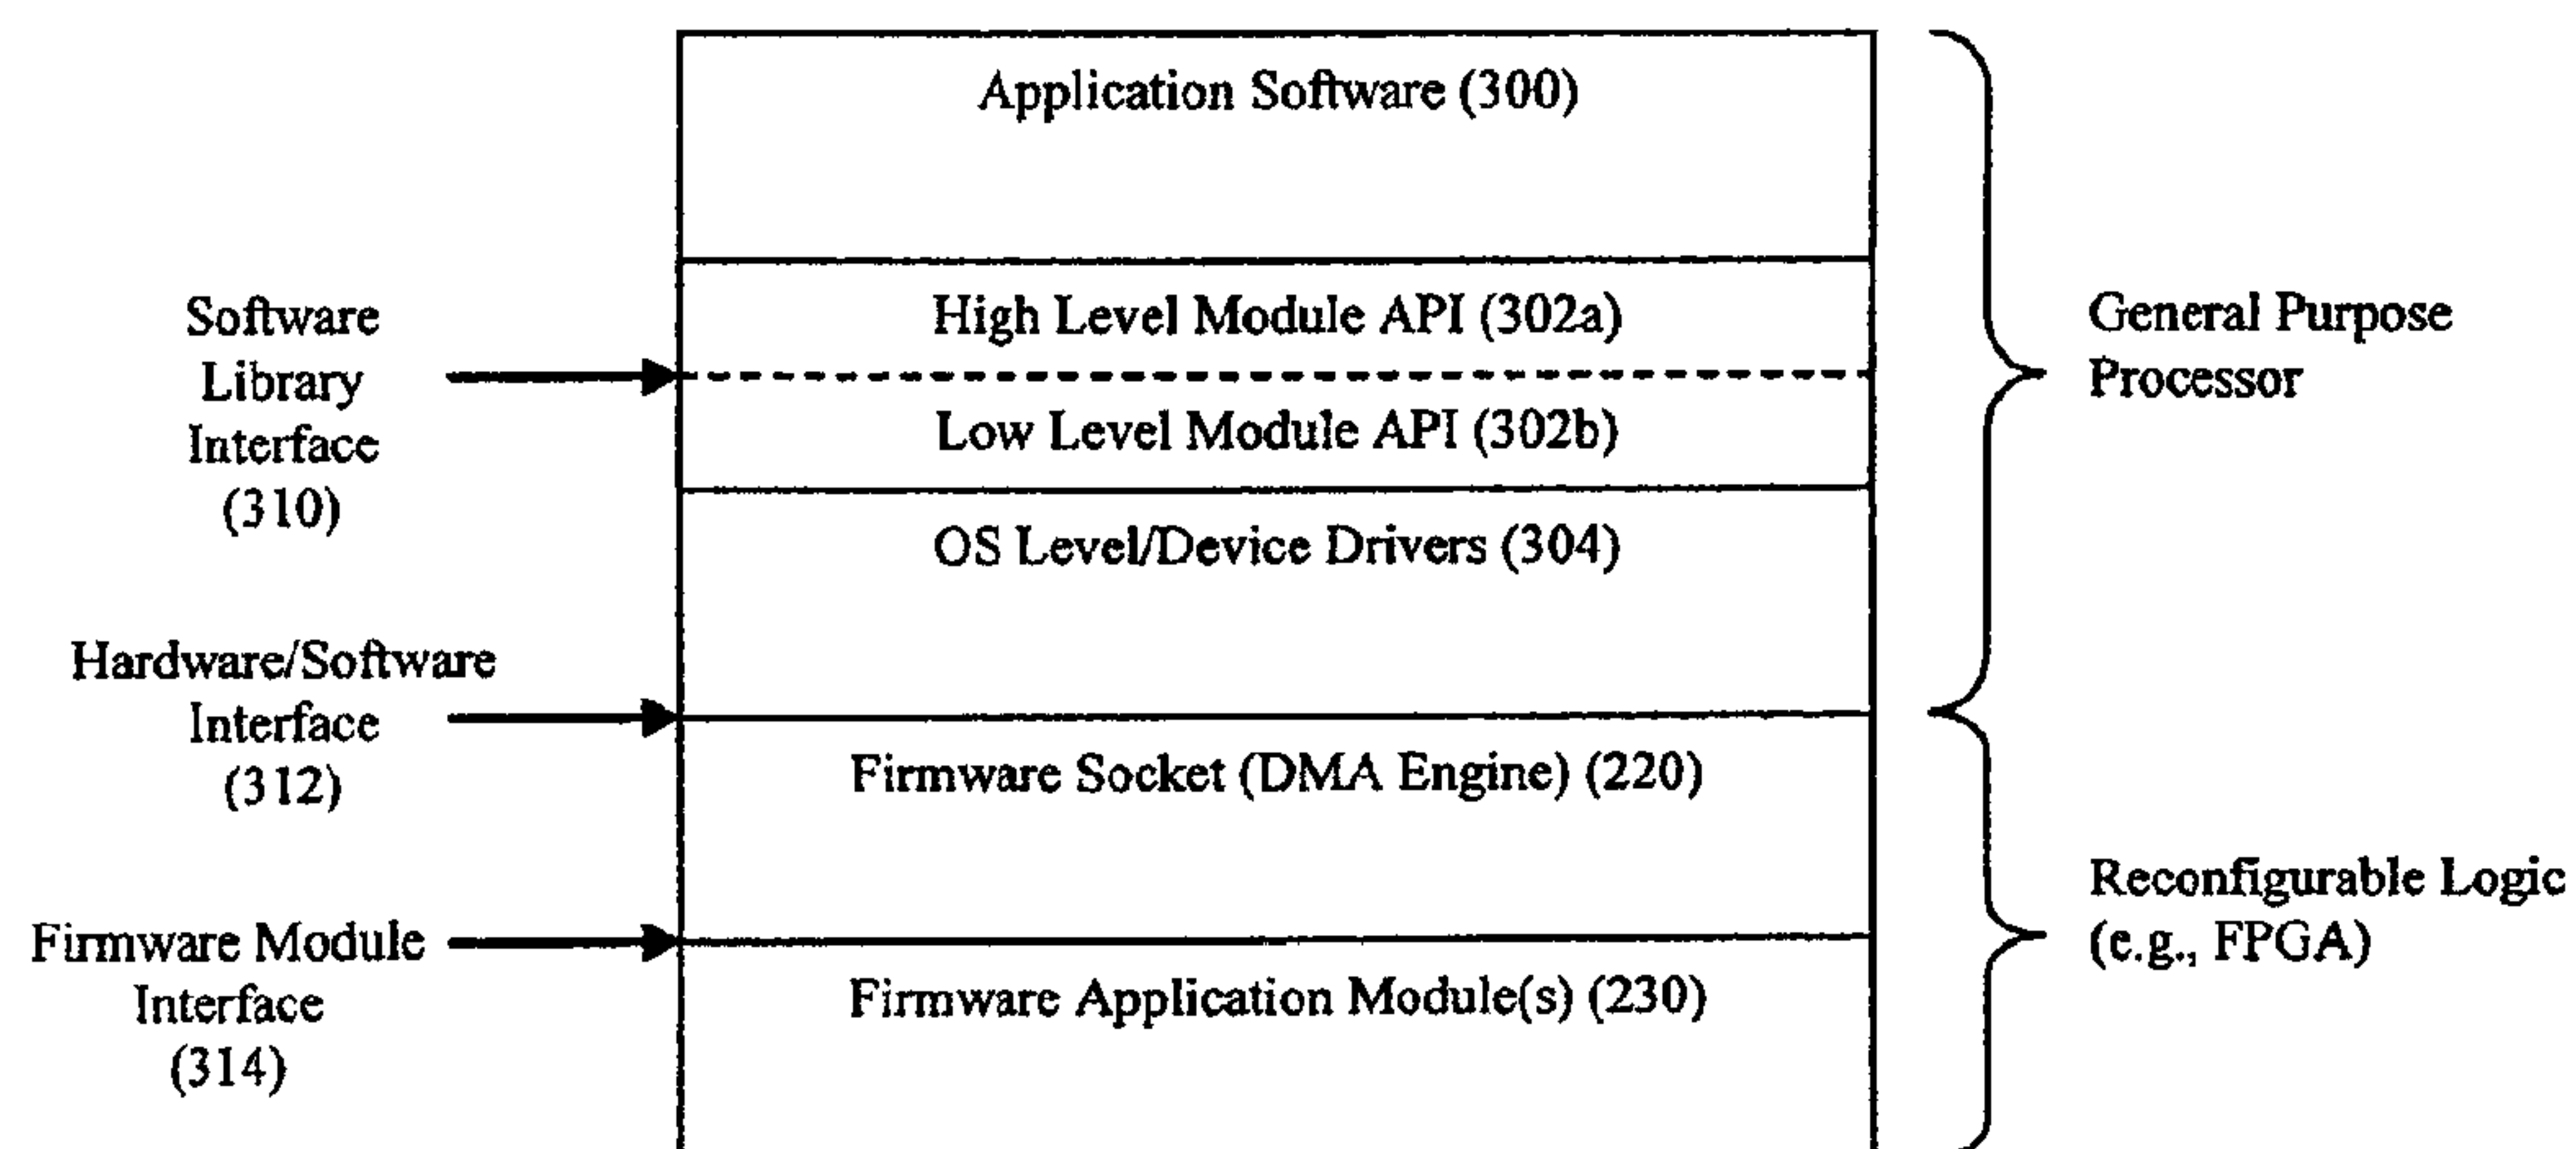 Application Software (300)
Software
Library
Interface
(310)
High Level Module API (302a)
Low Level Module API (302b)
General Purpose
Processor
OS Level/Device Drivers (304)
Hardware/Software
Interface
(312)
Firmware Socket (DMA Engine) (220)
Reconfigurable Logic
(e.g., FPGA)
Firmware Module
Interface
(314)
Firmware Application Module(s) (230)